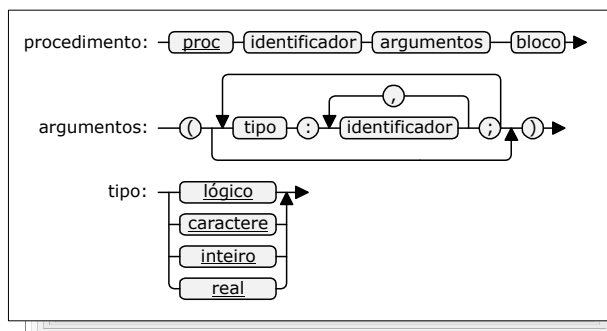 procedimento: proc identificador argumentos bloco
argumentos: ( tipo : identificador , ; )
tipo: lógico
caractere
inteiro
real